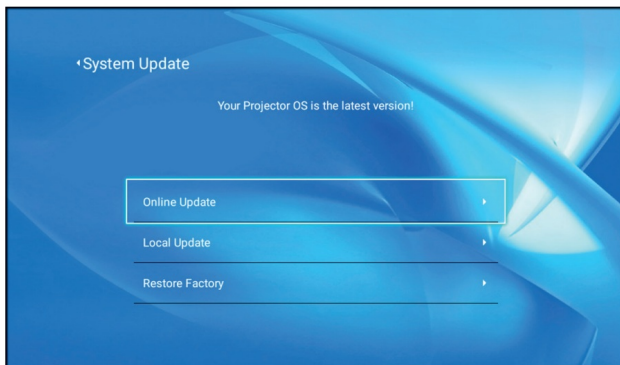 System Update
Your Projector OS is the latest version!
Online Update
Local Update
Restore Factory